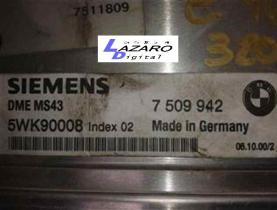 7511809
LAZARO
Digital
SIEMENS
DME MS43
7 509 942
5WK90008 Index 02
Made in Germany
06.10.00/2